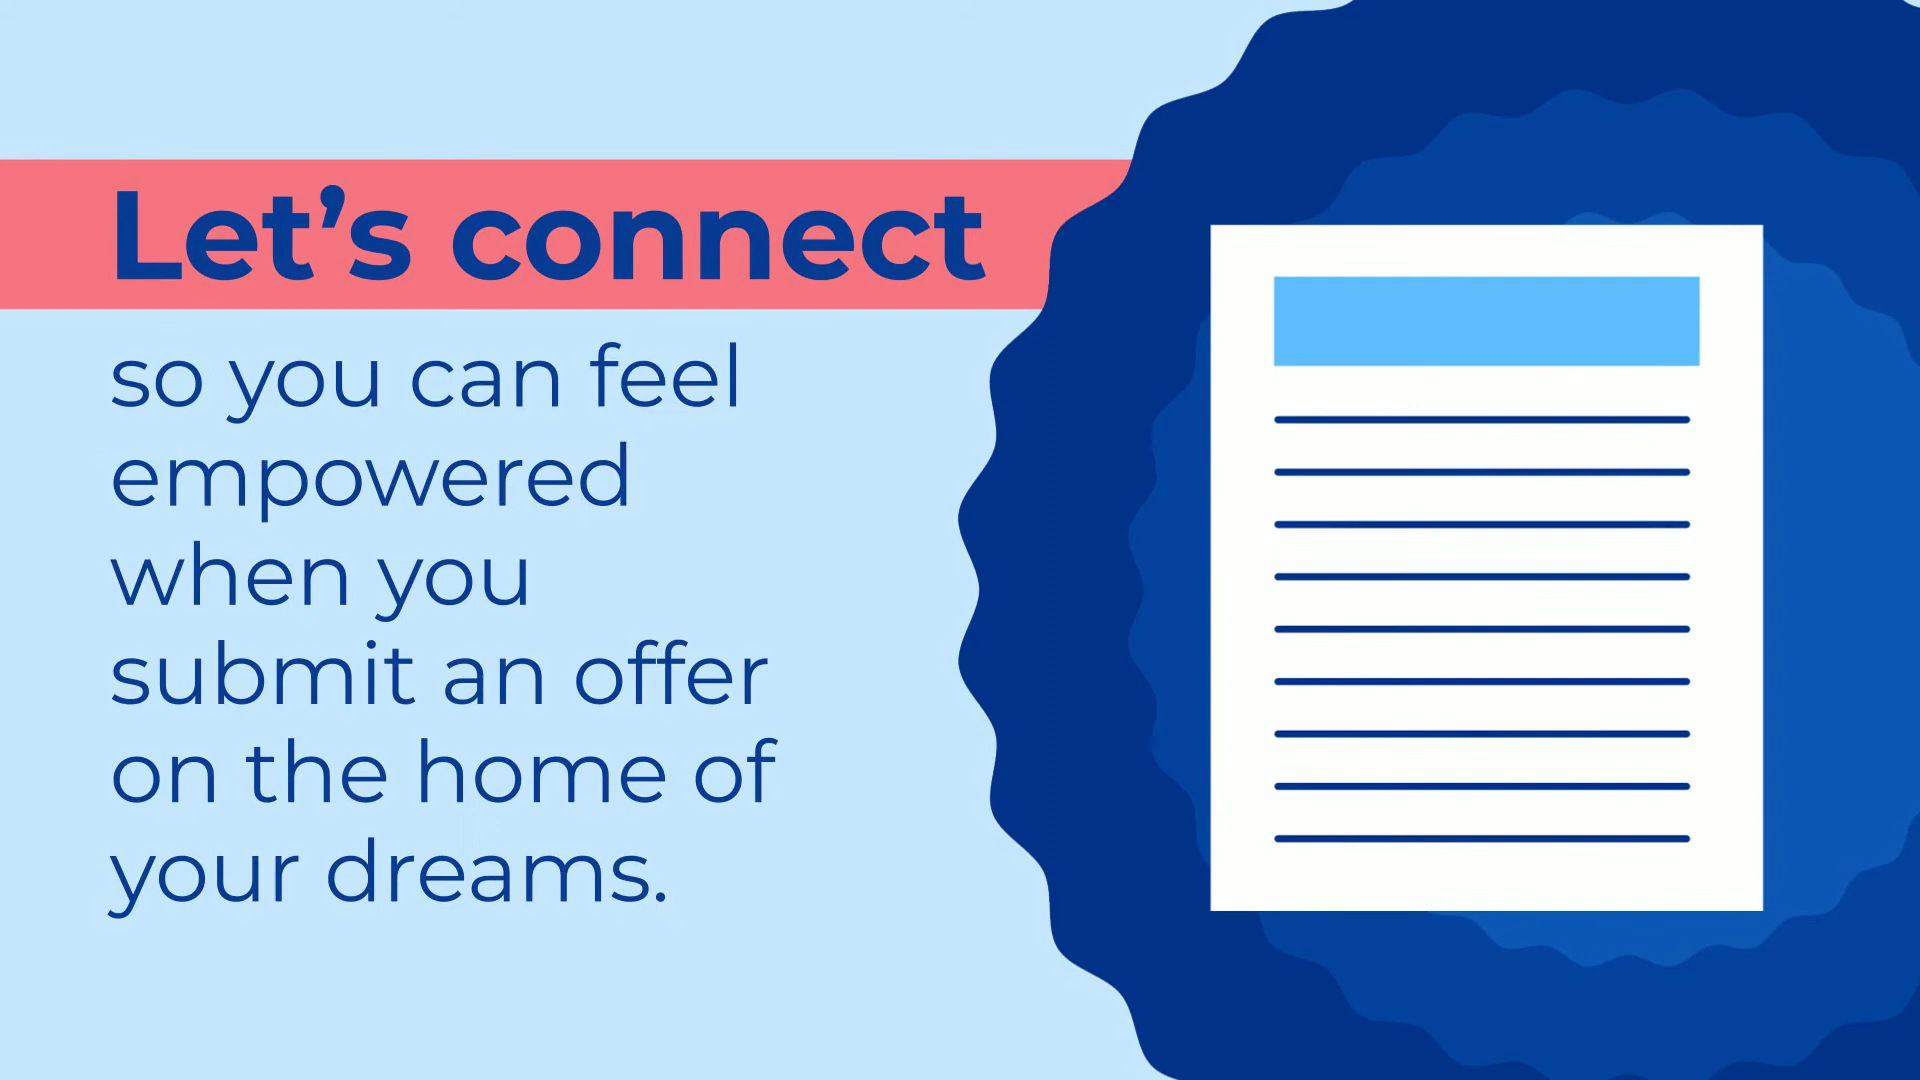 Let’s connect
so you can feel
empowered
when you
submit an offer
on the home of
your dreams.